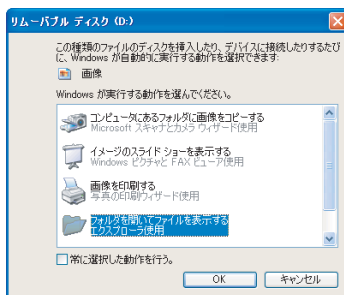 リムーバブル ディスク (D:)
この種類のファイルのディスクを挿入したり、デバイスに接続したりするたび
に、Windows が自動的に実行する動作を選択できます:
画像
Windows が実行する動作を選んでください。
コンピュータにあるフォルダに画像をコピーする
Microsoft スキャナとカメラ ウィザード使用
イメージのスライド ショーを表示する
Windows ピクチャと FAX ビューア使用
画像を印刷する
写真の印刷ウィザード使用
フォルダを開いてファイルを表示する
エクスプローラ使用
常に選択した動作を行う。
OK
キャンセル